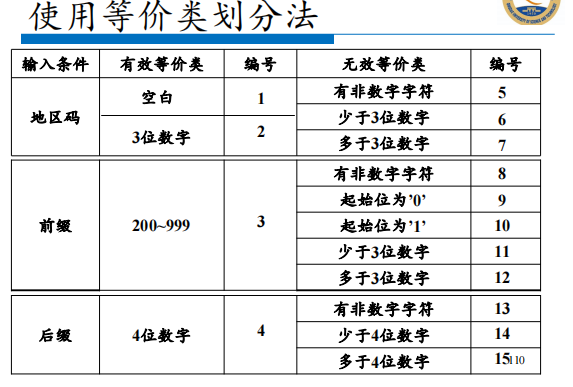 使用等价类划分法
输入条件 有效等价类 编号 无效等价类 编号
地区码 空白 1 有非数字字符 5
3位数字 2 少于3位数字 6
多于3位数字 7
前缀 200~999 3 有非数字字符 8
起始位为’0’ 9
起始位为’1’ 10
少于3位数字 11
多于3位数字 12
后缀 4位数字 4 有非数字字符 13
少于4位数字 14
多于4位数字 15
110